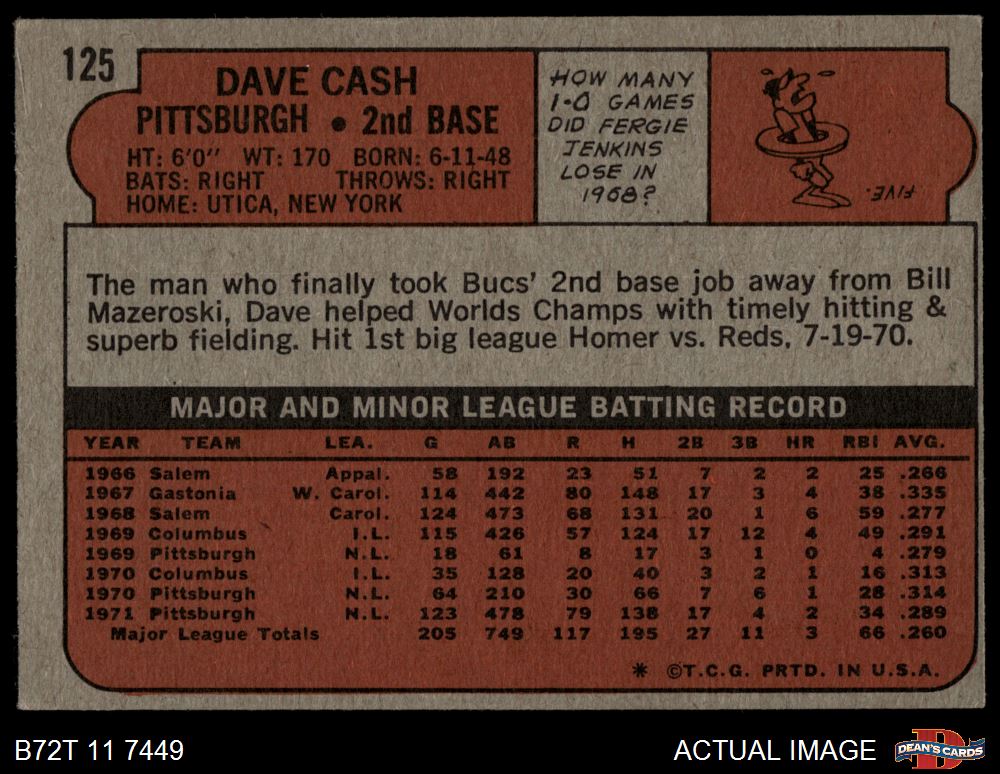 125
DAVE CASH
PITTSBURGH • 2nd BASE
HT: 6'0" WT: 170 BORN: 6-11-48
BATS: RIGHT THROWS: RIGHT
HOME: UTICA, NEW YORK
HOW MANY
1-0 GAMES
DID FERGIE
JENKINS
LOSE IN
1968?
FIVE.
The man who finally took Bucs' 2nd base job away from Bill
Mazeroski, Dave helped Worlds Champs with timely hitting &
superb fielding. Hit 1st big league Homer vs. Reds, 7-19-70.
MAJOR AND MINOR LEAGUE BATTING RECORD
YEAR TEAM LEA. G AB R H 2B 3B HR RBI AVG.
1966 Salem Appal. 58 192 23 51 7 2 2 25 .266
1967 Gastonia W. Carol. 114 442 80 148 17 3 4 38 .335
1968 Salem Carol. 124 473 68 131 20 1 6 59 .277
1969 Columbus I.L. 115 426 57 124 17 12 4 49 .291
1969 Pittsburgh N.L. 18 61 8 17 3 1 0 4 .279
1970 Columbus I.L. 35 128 20 40 3 2 1 16 .313
1970 Pittsburgh N.L. 64 210 30 66 7 6 1 28 .314
1971 Pittsburgh N.L. 123 478 79 138 17 4 2 34 .289
Major League Totals 205 749 117 195 27 11 3 66 .260
* ©T.C.G. PRTD. IN U.S.A.
B72T 11 7449
ACTUAL IMAGE
D
DEAN'S CARDS